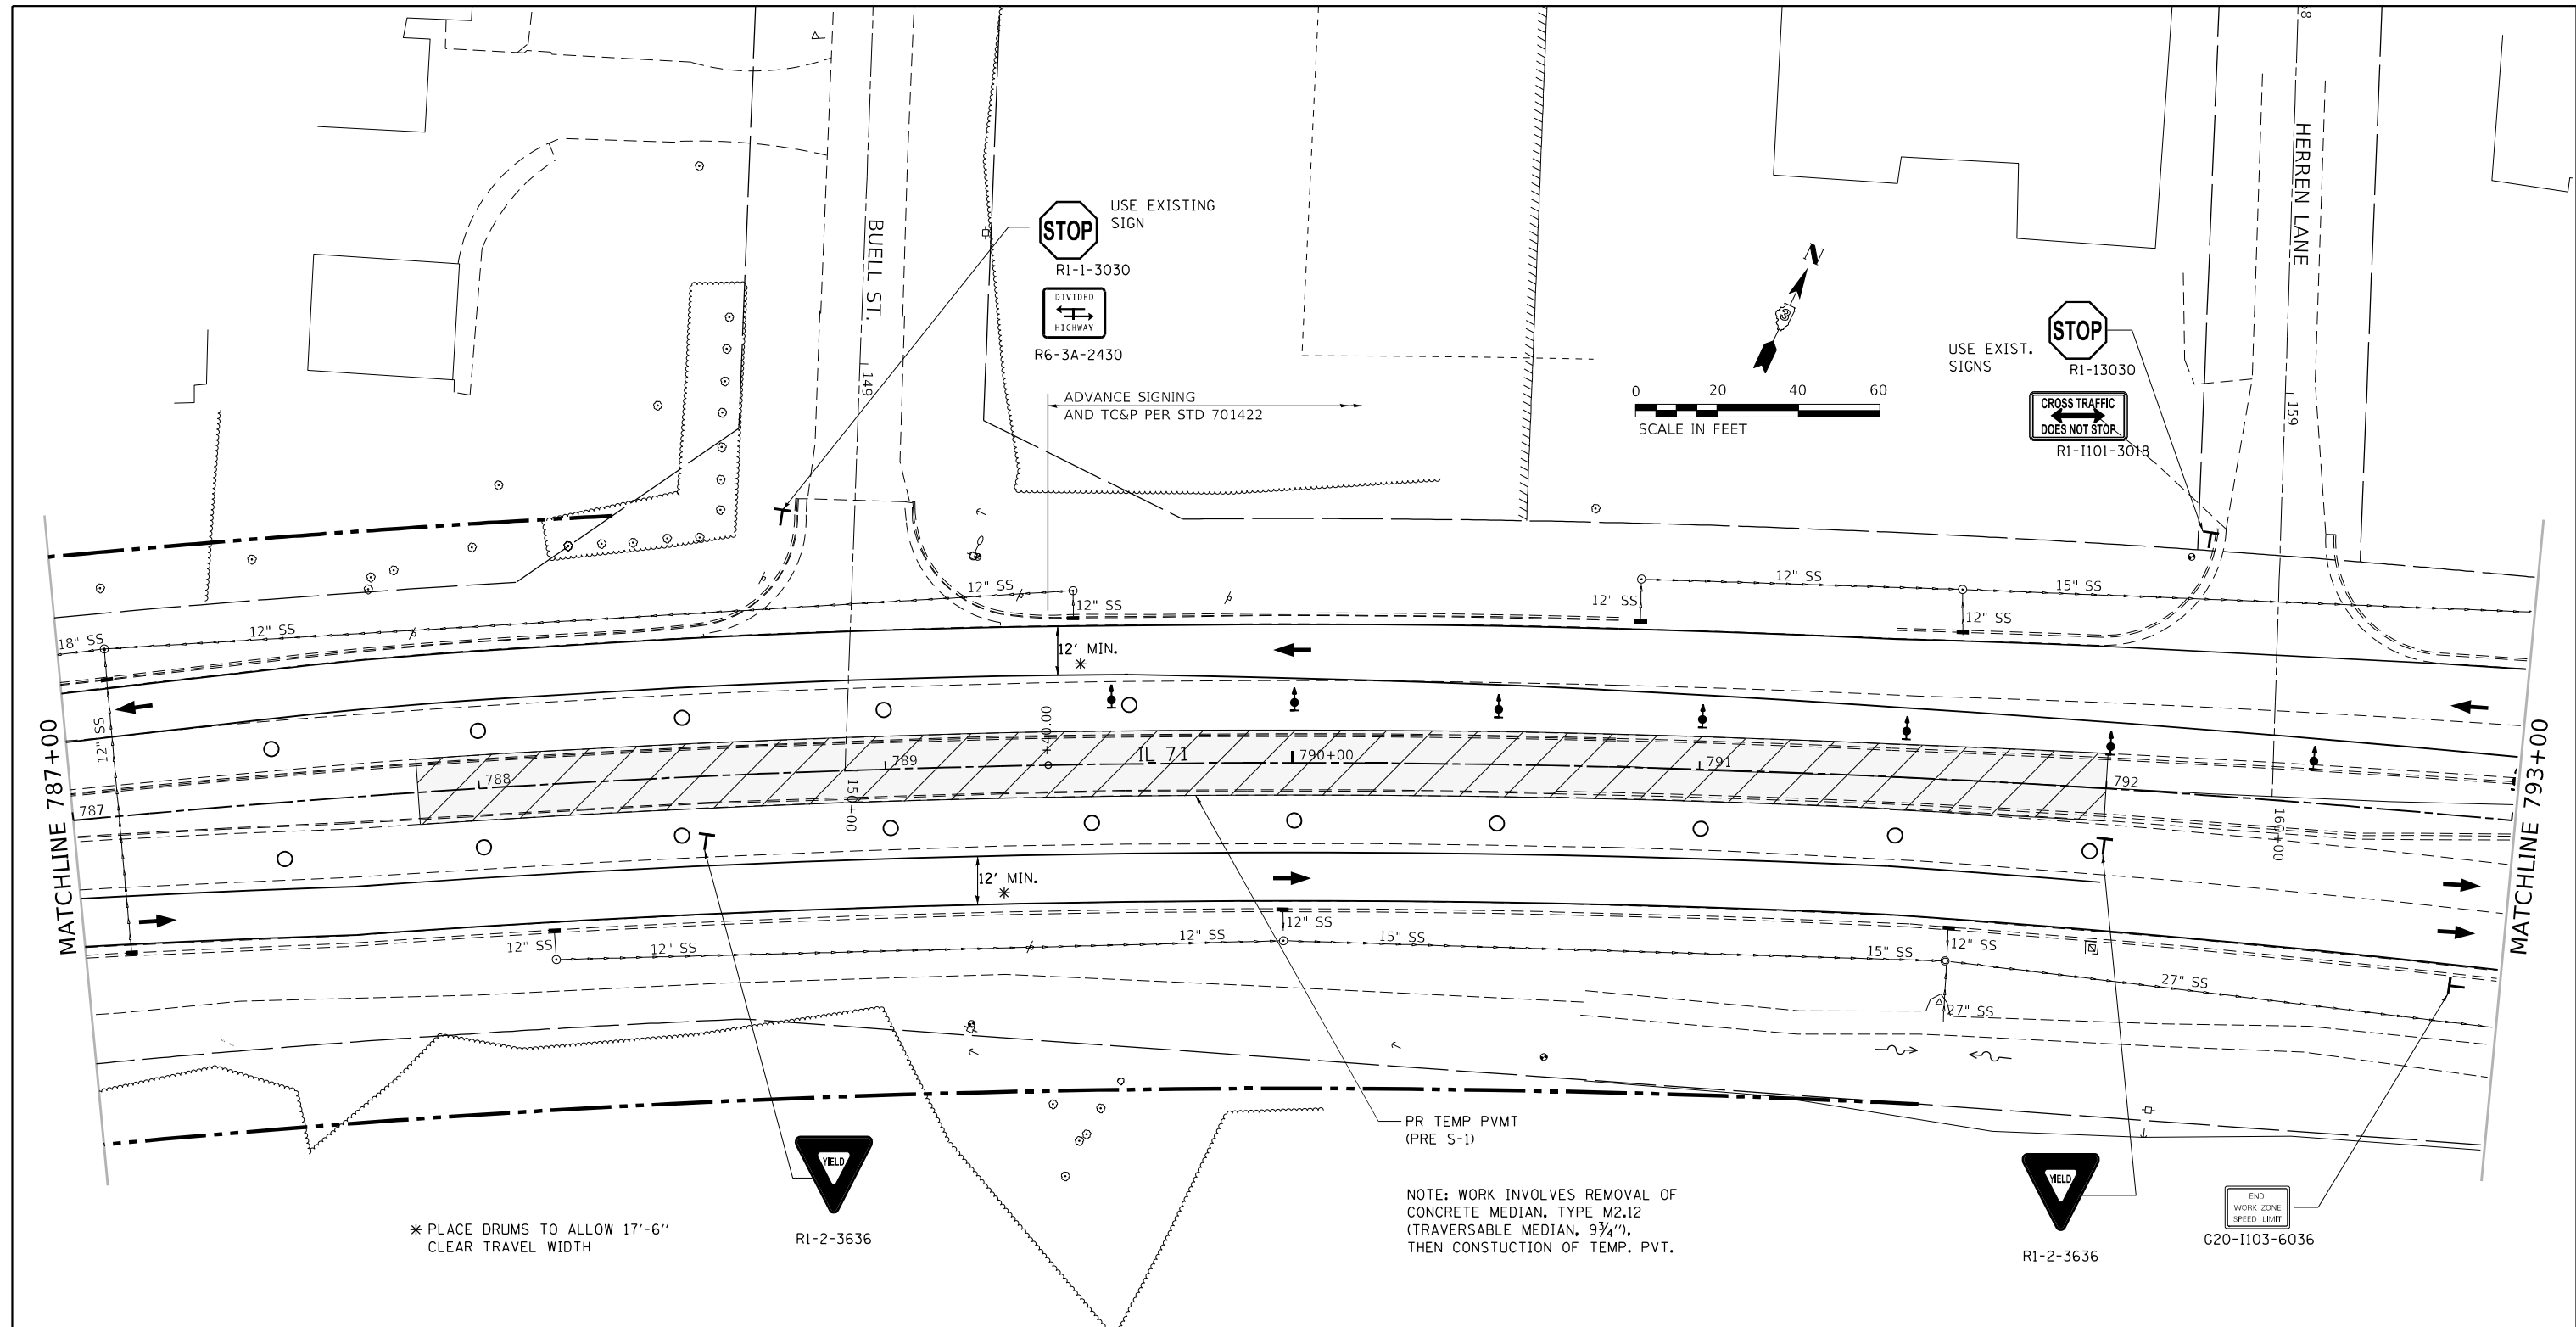 58
BUELL ST.
HERREN LANE
STOP
USE EXISTING
SIGN
R1-1-3030
DIVIDED
HIGHWAY
R6-3A-2430
ADVANCE SIGNING
AND TC&P PER STD 701422
N
3
0 20 40 60
SCALE IN FEET
STOP
USE EXIST.
SIGNS
R1-13030
CROSS TRAFFIC
DOES NOT STOP
R1-I101-3018
149
159
12" SS
12" SS
12" SS
12" SS
15" SS
12" SS
18" SS
12" SS
12' MIN.
*
12" SS
MATCHLINE 787+00
787
788
789
150+00
0+40.00
IL 71
790+00
791
792
160+00
MATCHLINE 793+00
12' MIN.
*
12" SS
12" SS
12" SS
12" SS
15" SS
15" SS
12" SS
27" SS
27" SS
PR TEMP PVMT
(PRE S-1)
YIELD
R1-2-3636
* PLACE DRUMS TO ALLOW 17'-6"
CLEAR TRAVEL WIDTH
NOTE: WORK INVOLVES REMOVAL OF
CONCRETE MEDIAN, TYPE M2.12
(TRAVERSABLE MEDIAN, 9¾"),
THEN CONSTUCTION OF TEMP. PVT.
YIELD
R1-2-3636
END
WORK ZONE
SPEED LIMIT
G20-I103-6036